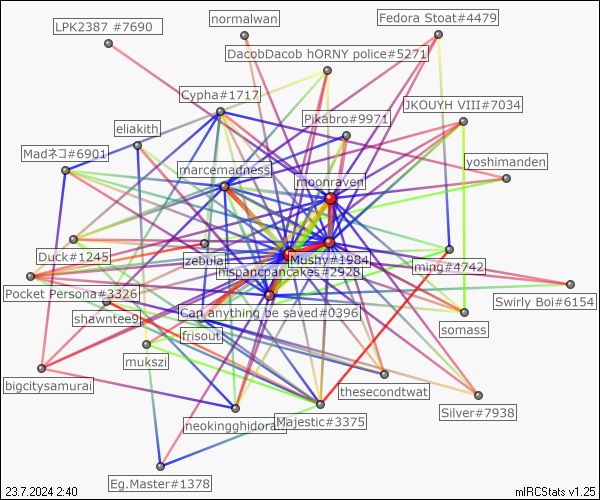 LPK2387 #7690
normalwan
Fedora Stoat#4479
DacobDacob hORNY police#5271
Cypha#1717
JKOUYH VIII#7034
Pikabro#9971
eliakith
Madネコ#6901
marcemadness
yoshimanden
moonraven
Duck#1245
zebula
Mushy#1984
ming#4742
hispancpancakes#2928
Pocket Persona#3326
Swirly Boi#6154
shawntee9
Can anything be saved#0396
somass
frisout
mukszi
bigcitysamurai
thesecondtwat
neokingghidorah
Majestic#3375
Silver#7938
Eg.Master#1378
23.7.2024 2:40
mIRCStats v1.25